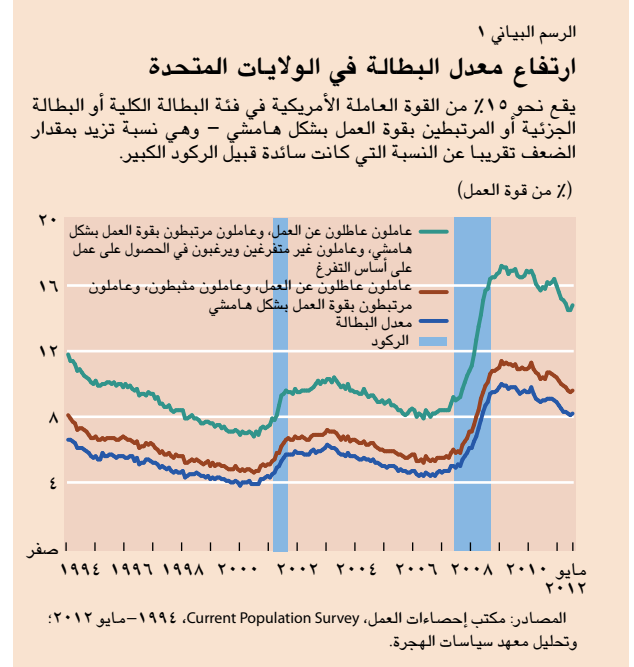 الرسم البياني ١
ارتفاع معدل البطالة في الولايات المتحدة
يقع نحو ١٥٪ من القوة العاملة الأمريكية في فئة البطالة الكلية أو البطالة
الجزئية أو المرتبطين بقوة العمل بشكل هامشي – وهي نسبة تزيد بمقدار
الضعف تقريبا عن النسبة التي كانت سائدة قبيل الركود الكبير.
(٪ من قوة العمل)
٢٠
١٦
١٢
٨
٤
صفر
عاملون عاطلون عن العمل، وعاملون مرتبطون بقوة العمل بشكل
هامشي، وعاملون غير متفرغين ويرغبون في الحصول على عمل
على أساس التفرغ
عاملون عاطلون عن العمل، وعاملون مثبطون، وعاملون
مرتبطون بقوة العمل بشكل هامشي
معدل البطالة
الركود
١٩٩٤ ١٩٩٦ ١٩٩٨ ٢٠٠٠ ٢٠٠٢ ٢٠٠٤ ٢٠٠٦ ٢٠٠٨ ٢٠١٠ مايو
٢٠١٢
المصادر: مكتب إحصاءات العمل، Current Population Survey، ١٩٩٤–مايو ٢٠١٢؛
وتحليل معهد سياسات الهجرة.